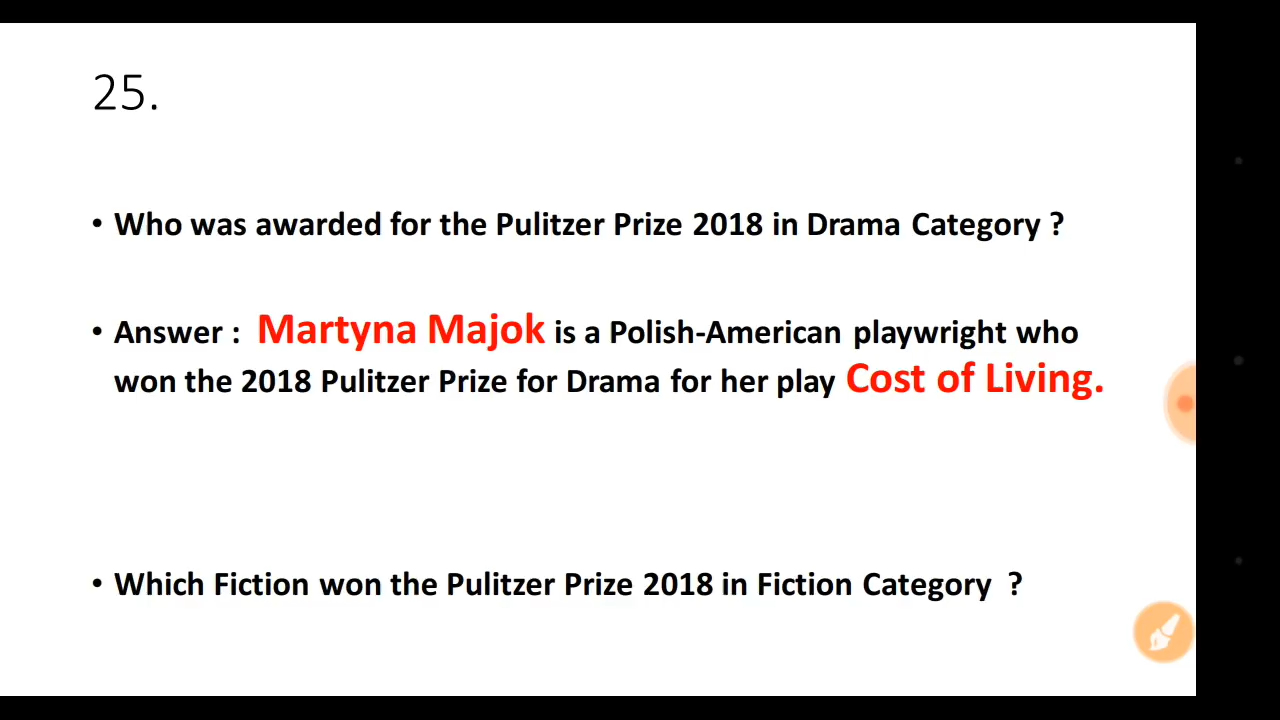 25.
• Who was awarded for the Pulitzer Prize 2018 in Drama Category ?
• Answer : Martyna Majok is a Polish-American playwright who
won the 2018 Pulitzer Prize for Drama for her play Cost of Living.
• Which Fiction won the Pulitzer Prize 2018 in Fiction Category ?